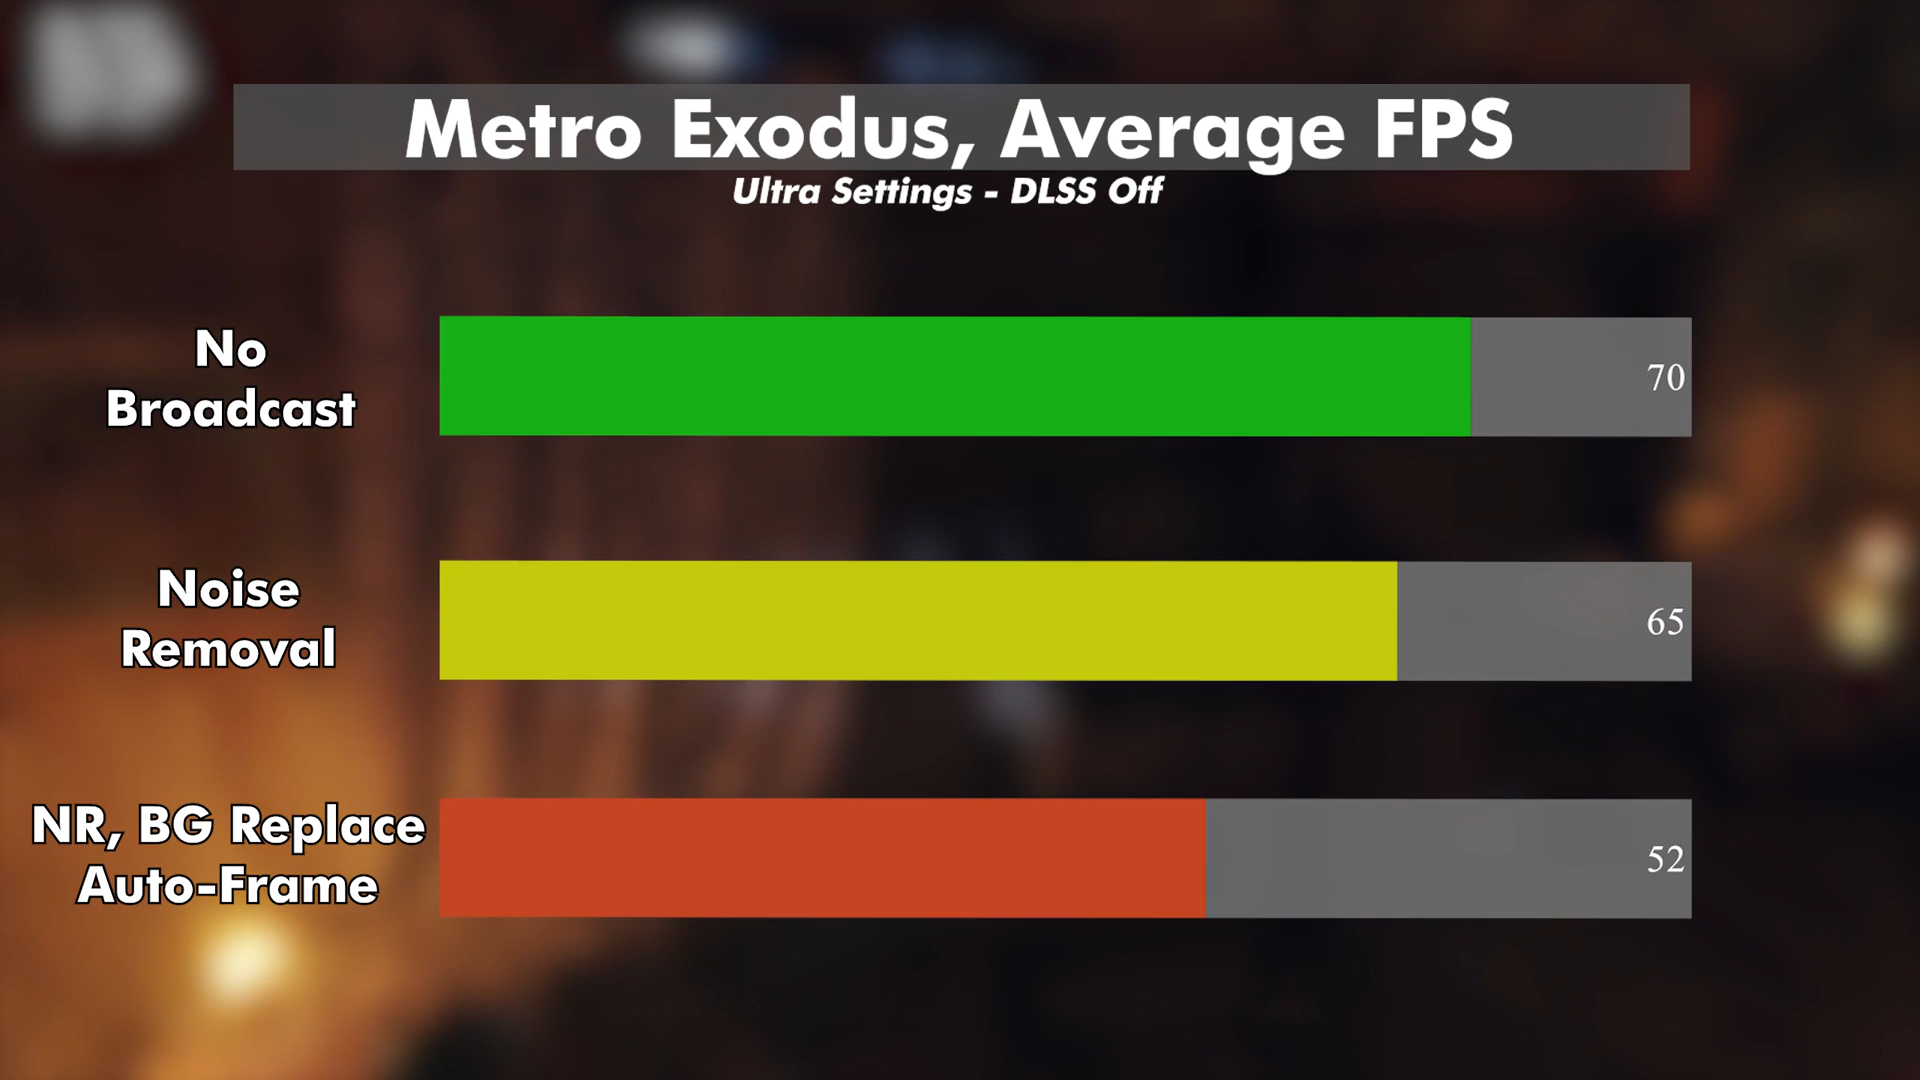 Metro Exodus, Average FPS
Ultra Settings - DLSS Off
No
Broadcast
70
Noise
Removal
65
NR, BG Replace
Auto-Frame
52